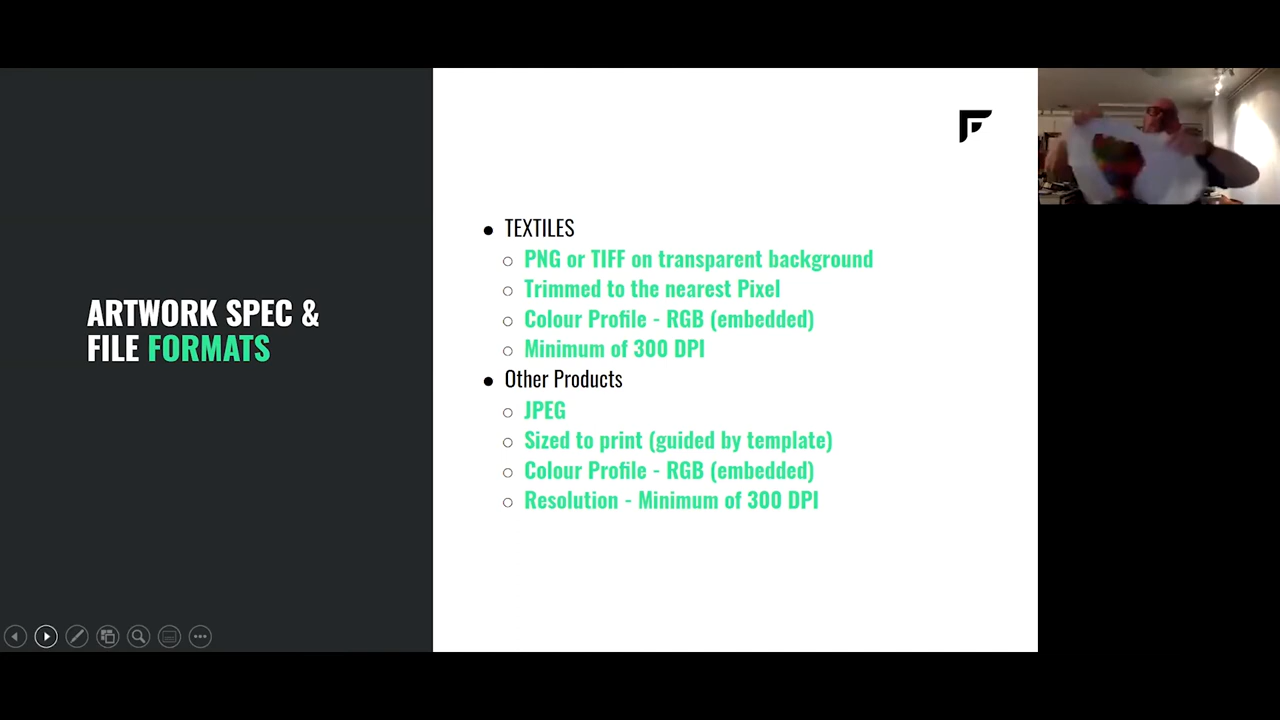 ARTWORK SPEC &
FILE FORMATS
TEXTILES
PNG or TIFF on transparent background
Trimmed to the nearest Pixel
Colour Profile - RGB (embedded)
Minimum of 300 DPI
Other Products
JPEG
Sized to print (guided by template)
Colour Profile - RGB (embedded)
Resolution - Minimum of 300 DPI